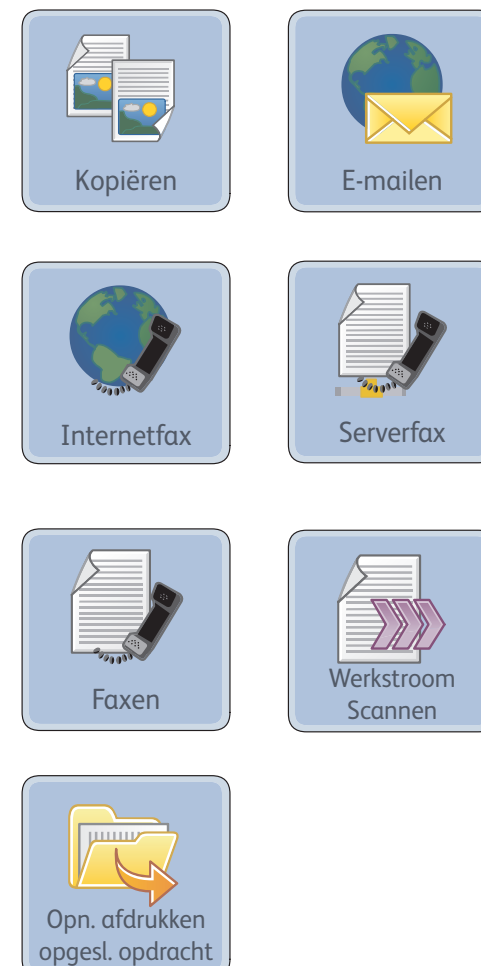 Kopiëren
E-mailen
Internetfax
Serverfax
Faxen
Werkstroom
Scannen
Opn. afdrukken
opgesl. opdracht